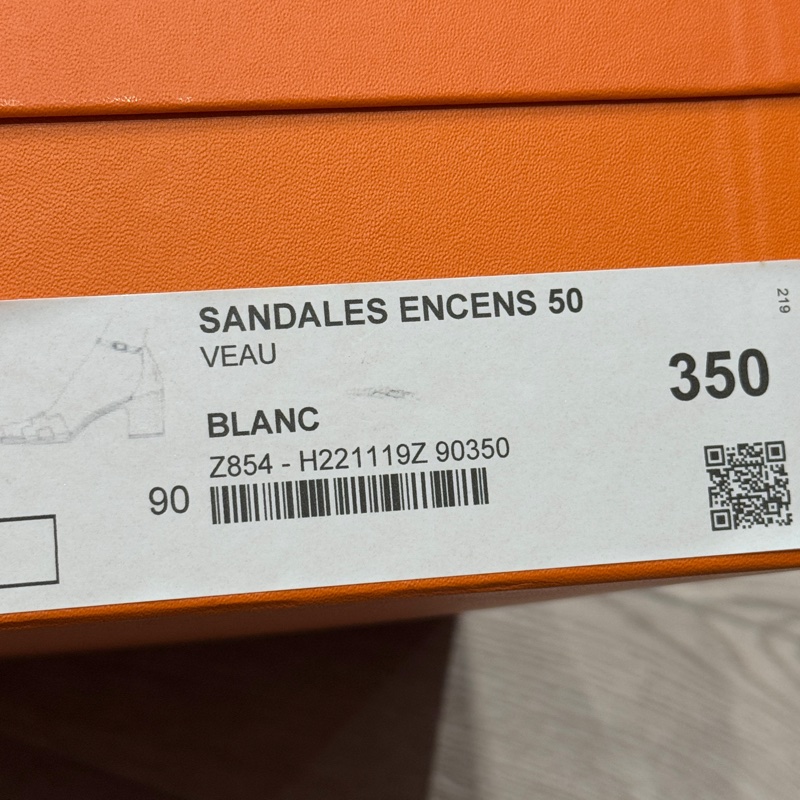 219
SANDALES ENCENS 50
VEAU
350
BLANC
Z854 - H221119Z 90350
90